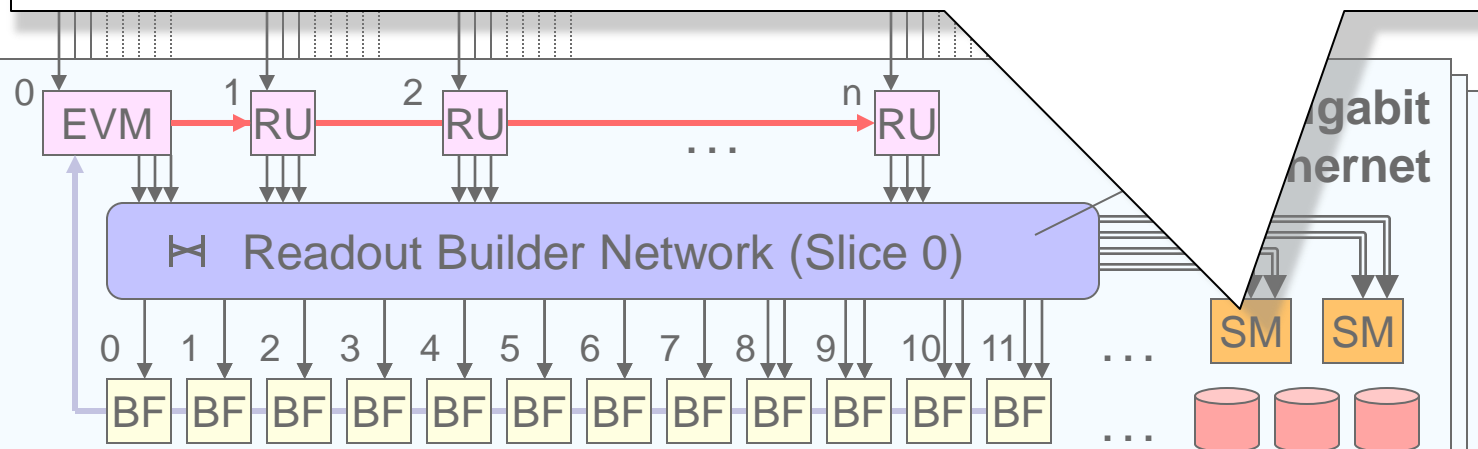 0 1 2 n
EVM RU RU RU
...
gabit
hernet
Readout Builder Network (Slice 0)
SM SM
0 1 2 3 4 5 6 7 8 9 10 11 ...
BF BF BF BF BF BF BF BF BF BF BF BF ...